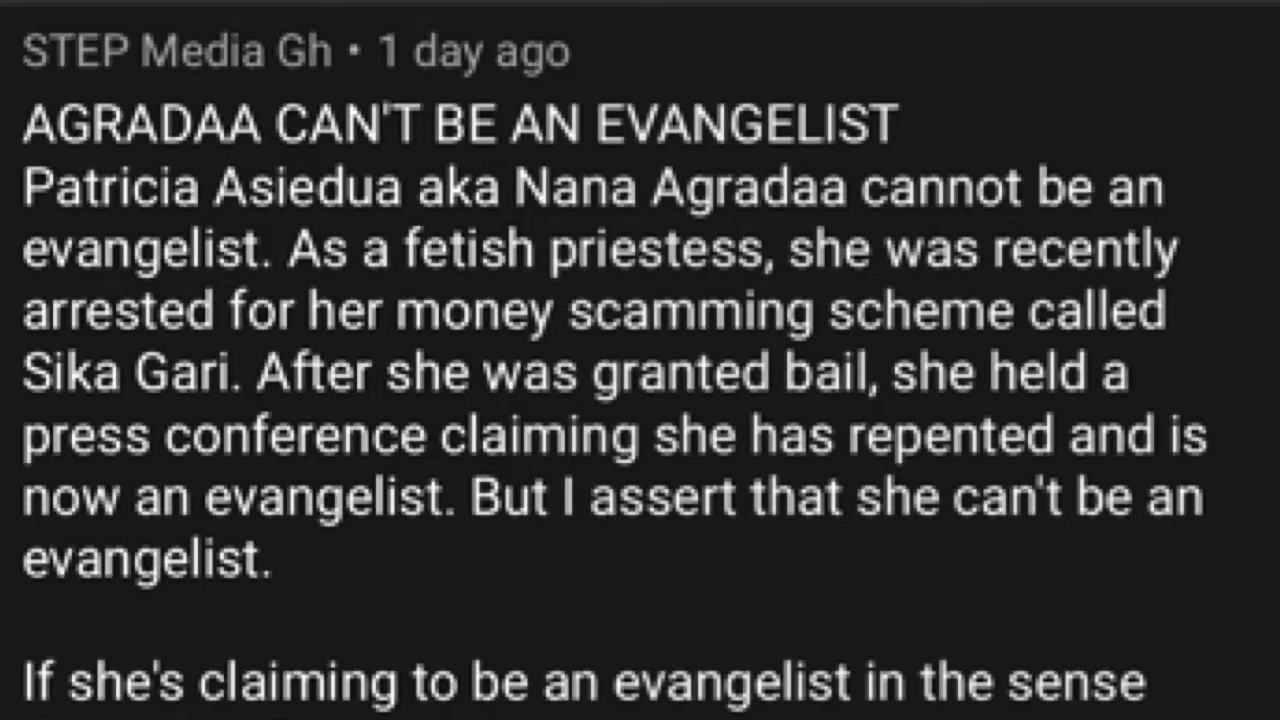 STEP Media Gh • 1 day ago
AGRADAA CAN'T BE AN EVANGELIST
Patricia Asiedua aka Nana Agradaa cannot be an
evangelist. As a fetish priestess, she was recently
arrested for her money scamming scheme called
Sika Gari. After she was granted bail, she held a
press conference claiming she has repented and is
now an evangelist. But I assert that she can't be an
evangelist.
If she's claiming to be an evangelist in the sense